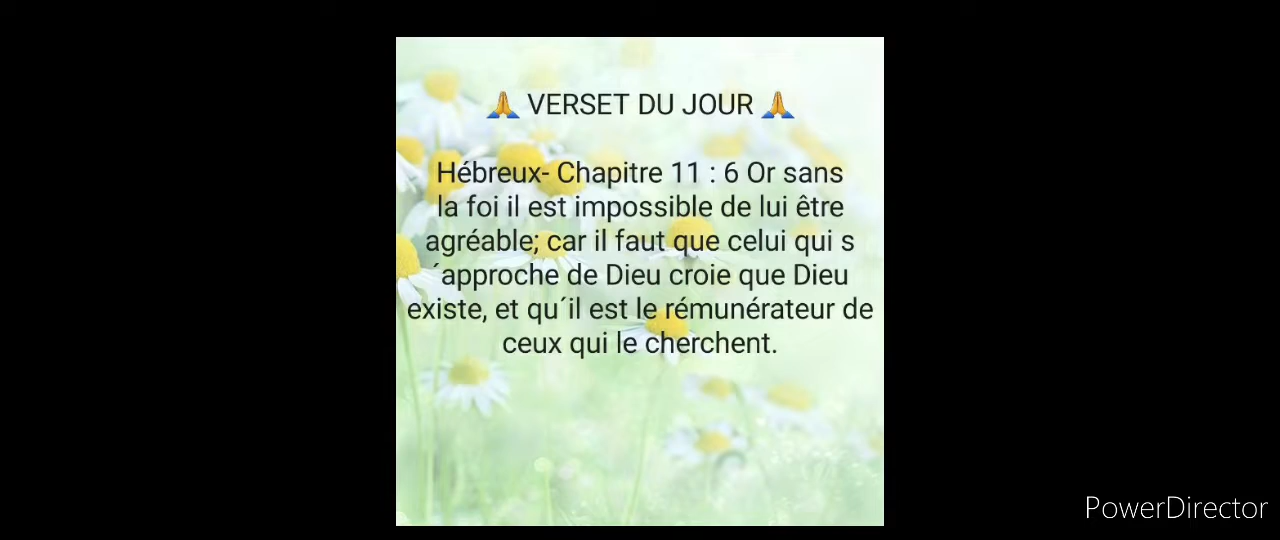 🙏 VERSET DU JOUR 🙏
Hébreux- Chapitre 11 : 6 Or sans
la foi il est impossible de lui être
agréable; car il faut que celui qui s
´approche de Dieu croie que Dieu
existe, et qu´il est le rémunérateur de
ceux qui le cherchent.
PowerDirector